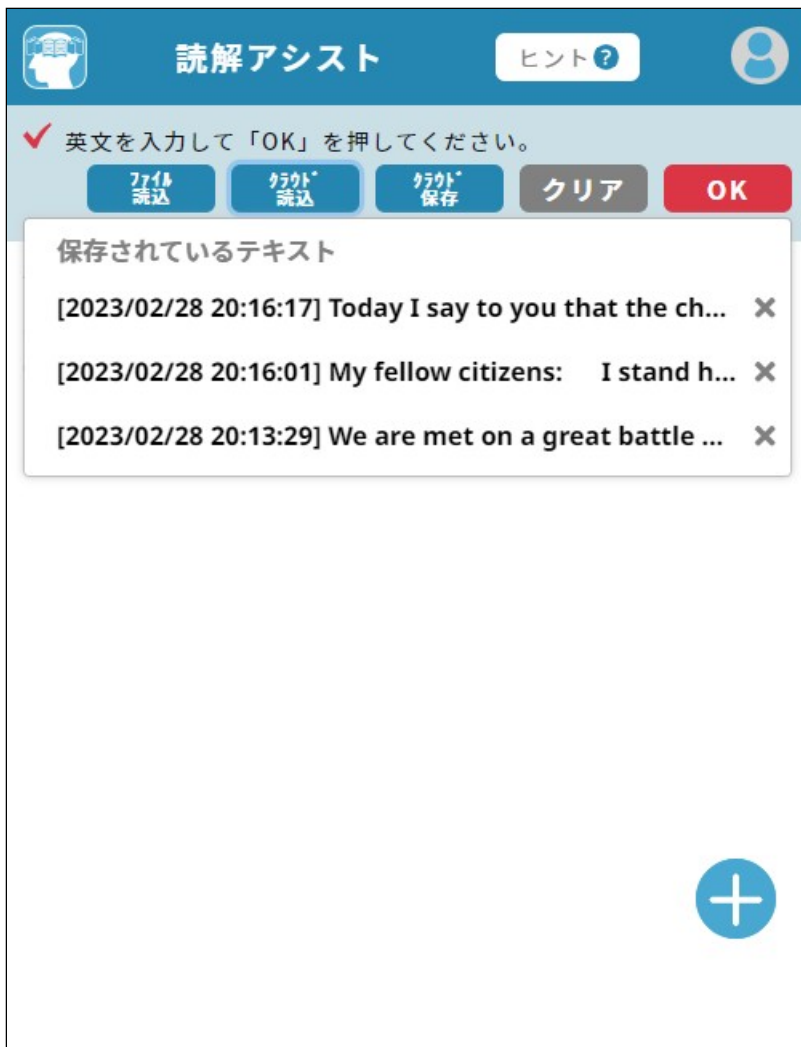 読解アシスト
ヒント?
英文を入力して「OK」を押してください。
ﾌｧｲﾙ
読込
ｸﾗｳﾄﾞ
読込
ｸﾗｳﾄﾞ
保存
クリア
OK
保存されているテキスト
[2023/02/28 20:16:17] Today I say to you that the ch...
[2023/02/28 20:16:01] My fellow citizens: I stand h...
[2023/02/28 20:13:29] We are met on a great battle ...